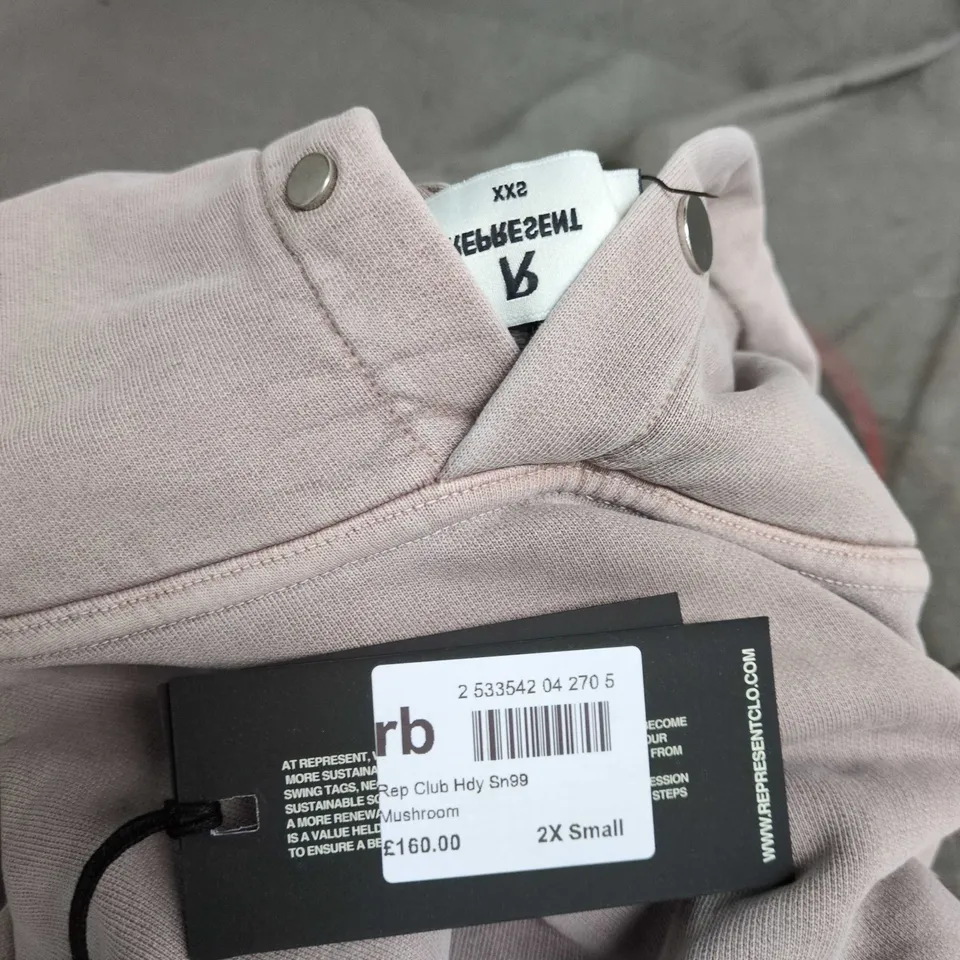 XXS
REPRESENT
R
2 533542 04 270 5
rb
Rep Club Hdy Sn99
Mushroom
£160.00
2X Small
AT REPRESENT,
MORE SUSTAINA
SWING TAGS, NE
SUSTAINABLE
A MORE RENEW
IS A VALUE HELD
TO ENSURE A BE
BECOME
OUR
FROM
ESSION
STEPS
WWW.REPRESENTCLO.COM